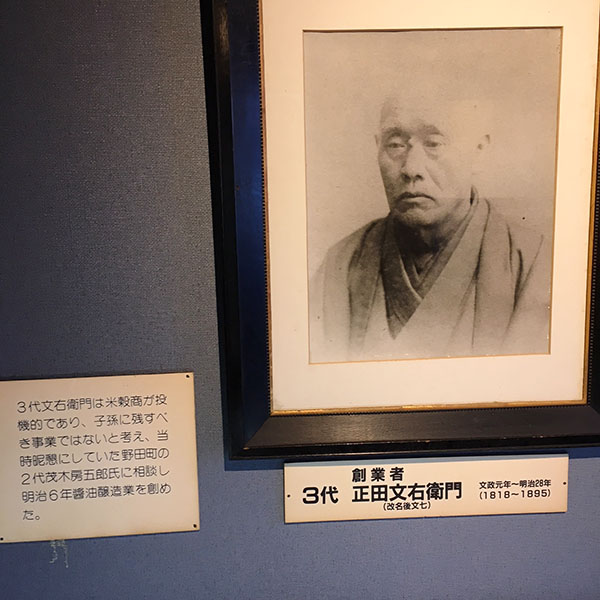 3代文右衛門は米穀商が投
機的であり、子孫に残すべ
き事業ではないと考え、当
時昵懇にしていた野田町の
2代茂木房五郎氏に相談し
明治6年醬油醸造業を創め
た。
創業者
3代 正田文右衛門
(改名後文七)
文政元年〜明治28年
(1818〜1895)